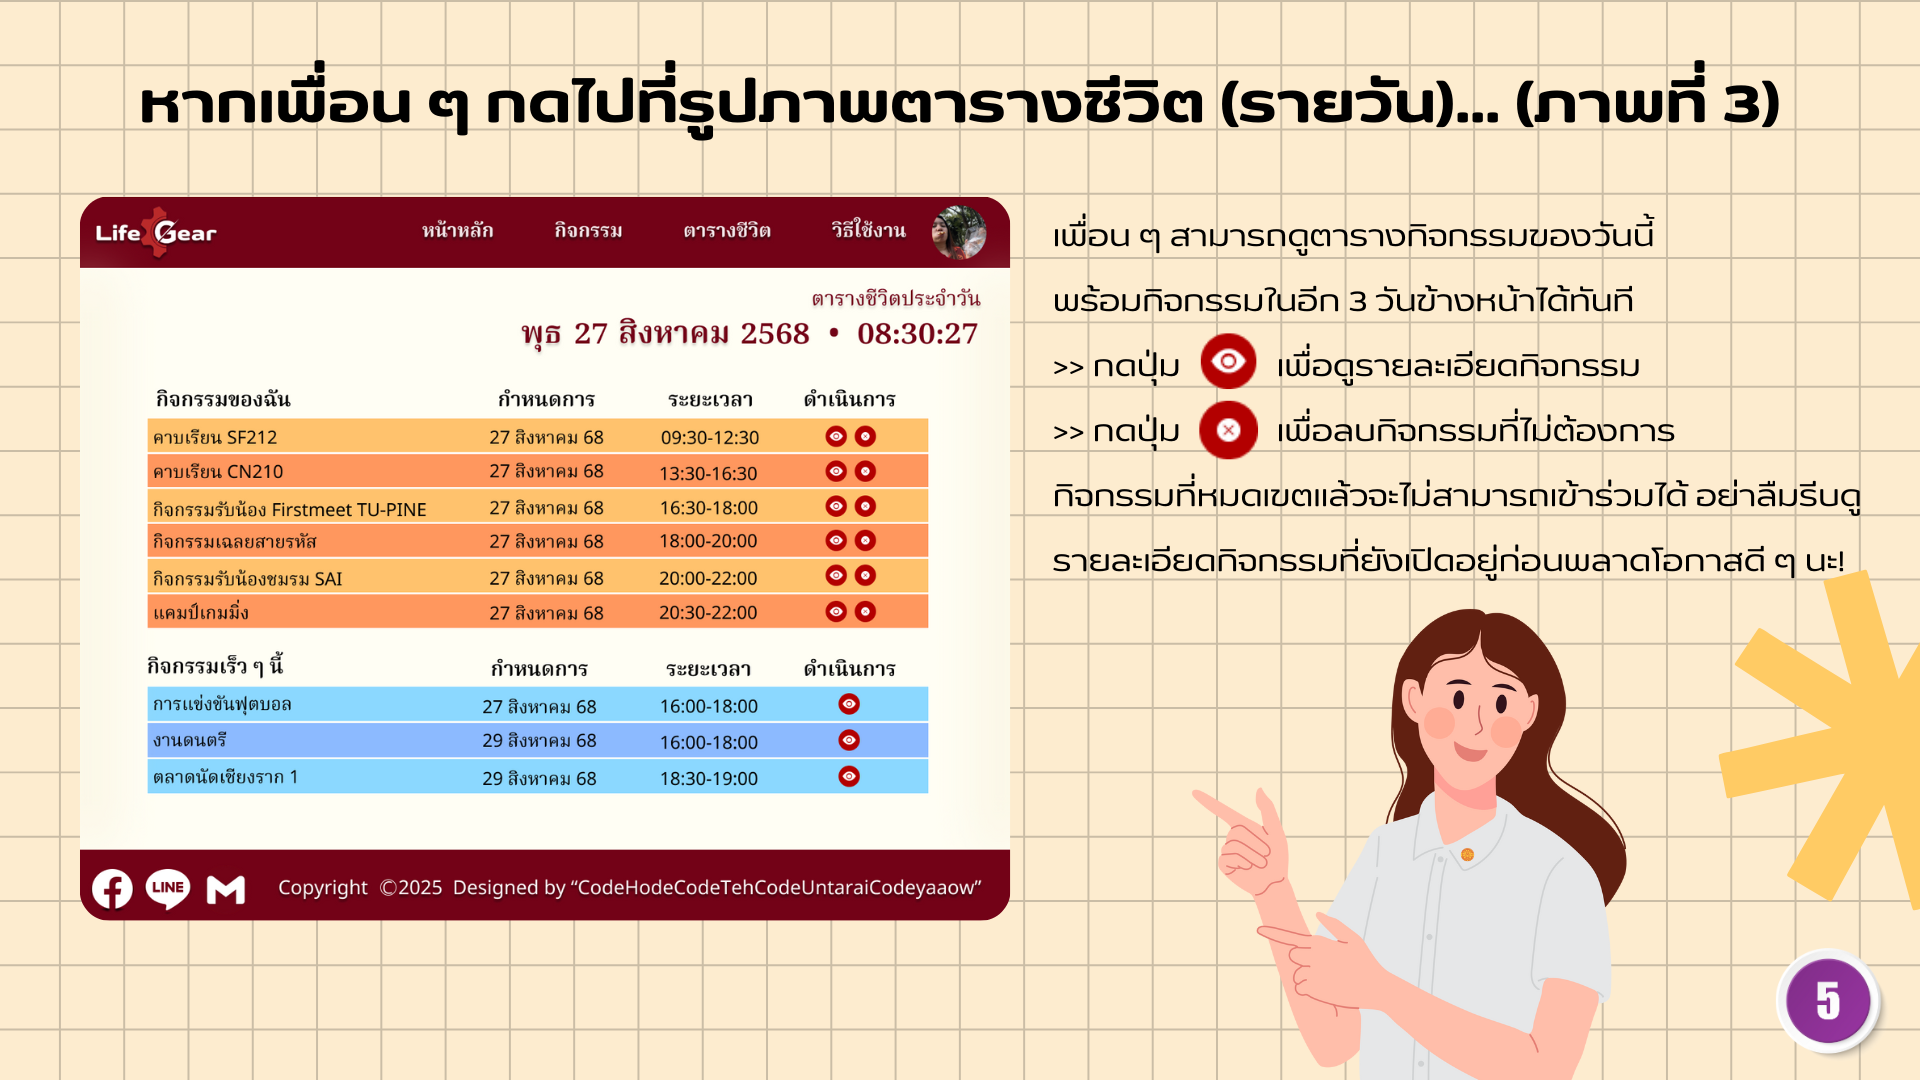 หากเพื่อน ๆ กดไปที่รูปภาพตารางชีวิต (รายวัน)... (ภาพที่ 3)
Life Gear หน้าหลัก กิจกรรม ตารางชีวิต วิธีใช้งาน
ตารางชีวิตประจำวัน
พุธ 27 สิงหาคม 2568 • 08:30:27
กิจกรรมของฉัน กำหนดการ ระยะเวลา ดำเนินการ
คาบเรียน SF212 27 สิงหาคม 68 09:30-12:30
คาบเรียน CN210 27 สิงหาคม 68 13:30-16:30
กิจกรรมรับน้อง Firstmeet TU-PINE 27 สิงหาคม 68 16:30-18:00
กิจกรรมเฉลยสายรหัส 27 สิงหาคม 68 18:00-20:00
กิจกรรมรับน้องชมรม SAI 27 สิงหาคม 68 20:00-22:00
แคมป์เกมมิ่ง 27 สิงหาคม 68 20:30-22:00
กิจกรรมเร็ว ๆ นี้ กำหนดการ ระยะเวลา ดำเนินการ
การแข่งขันฟุตบอล 27 สิงหาคม 68 16:00-18:00
งานดนตรี 29 สิงหาคม 68 16:00-18:00
ตลาดนัดเชียงราก 1 29 สิงหาคม 68 18:30-19:00
LINE Copyright ©2025 Designed by “CodeHodeCodeTehCodeUntaraiCodeyaaow”
เพื่อน ๆ สามารถดูตารางกิจกรรมของวันนี้
พร้อมกิจกรรมในอีก 3 วันข้างหน้าได้ทันที
>> กดปุ่ม เพื่อดูรายละเอียดกิจกรรม
>> กดปุ่ม เพื่อลบกิจกรรมที่ไม่ต้องการ
กิจกรรมที่หมดเขตแล้วจะไม่สามารถเข้าร่วมได้ อย่าลืมรีบดู
รายละเอียดกิจกรรมที่ยังเปิดอยู่ก่อนพลาดโอกาสดี ๆ นะ!
5